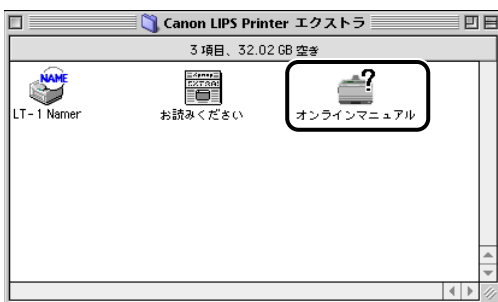 Canon LIPS Printer エクストラ
3 項目、32.02 GB 空き
NAME
EXTRA!
?
LT-1 Namer
お読みください
オンラインマニュアル